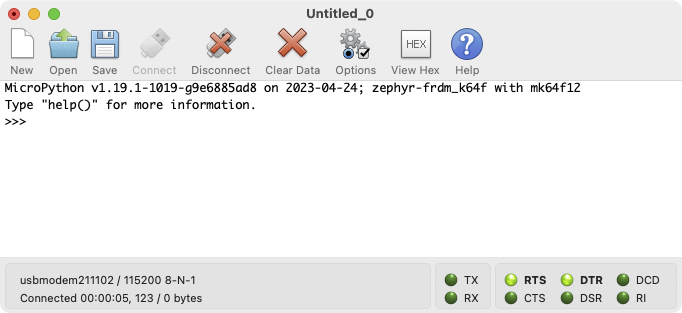 Untitled_0
New Open Save Connect Disconnect Clear Data Options HEX View Hex ? Help
MicroPython v1.19.1-1019-g9e6885ad8 on 2023-04-24; zephyr-frdm_k64f with mk64f12
Type "help()" for more information.
>>>
usbmodem211102 / 115200 8-N-1
Connected 00:00:05, 123 / 0 bytes
TX RTS DTR DCD
RX CTS DSR RI